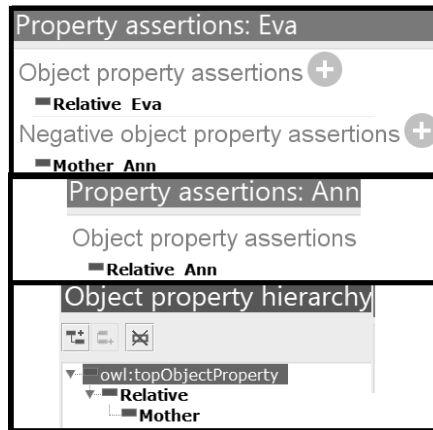 Property assertions: Eva
Object property assertions
Relative Eva
Negative object property assertions
Mother Ann
Property assertions: Ann
Object property assertions
Relative Ann
Object property hierarchy
owl:topObjectProperty
Relative
Mother